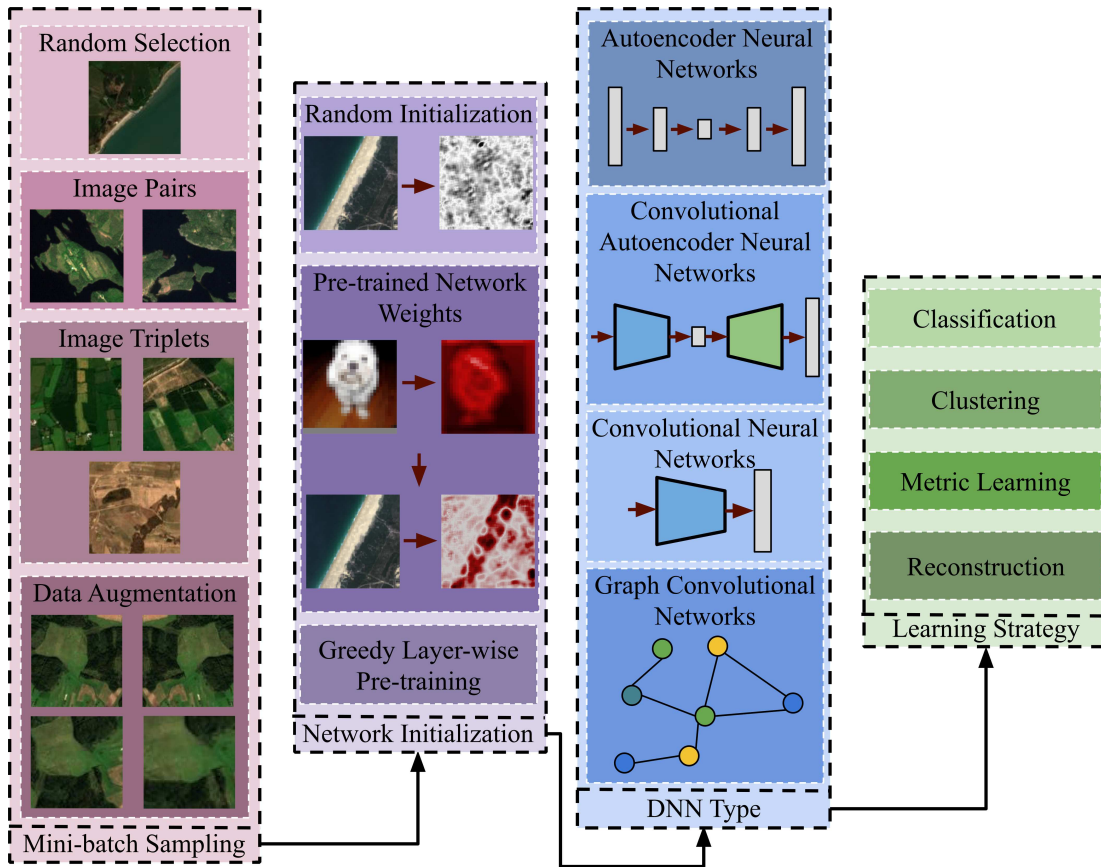 Random Selection
Image Pairs
Image Triplets
Data Augmentation
Mini-batch Sampling
Random Initialization
Pre-trained Network
Weights
Greedy Layer-wise
Pre-training
Network Initialization
Autoencoder Neural
Networks
Convolutional
Autoencoder Neural
Networks
Convolutional Neural
Networks
Graph Convolutional
Networks
DNN Type
Classification
Clustering
Metric Learning
Reconstruction
Learning Strategy